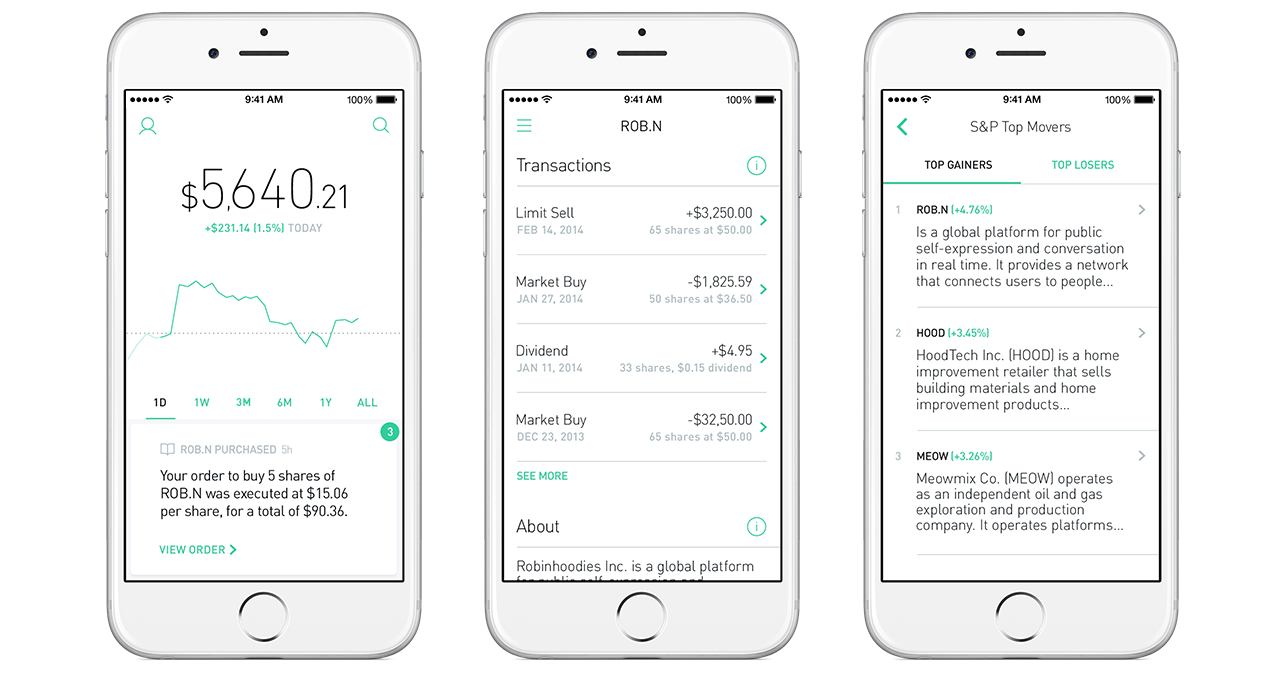 9:41 AM
100%
$5,640.21
+$231.14 (1.5%) TODAY
1D 1W 3M 6M 1Y ALL
3
ROB.N PURCHASED 5h
Your order to buy 5 shares of
ROB.N was executed at $15.06
per share, for a total of $90.36.
VIEW ORDER
9:41 AM
100%
ROB.N
Transactions
i
Limit Sell +$3,250.00
FEB 14, 2014 65 shares at $50.00
Market Buy -$1,825.59
JAN 27, 2014 50 shares at $36.50
Dividend +$4.95
JAN 11, 2014 33 shares, $0.15 dividend
Market Buy -$32,50.00
DEC 23, 2013 65 shares at $50.00
SEE MORE
About
i
Robinhoodies Inc. is a global platform
for public self-expression and
9:41 AM
100%
S&P Top Movers
TOP GAINERS TOP LOSERS
1 ROB.N (+4.76%)
Is a global platform for public
self-expression and conversation
in real time. It provides a network
that connects users to people...
2 HOOD (+3.45%)
HoodTech Inc. (HOOD) is a home
improvement retailer that sells
building materials and home
improvement products...
3 MEOW (+3.26%)
Meowmix Co. (MEOW) operates
as an independent oil and gas
exploration and production
company. It operates platforms...